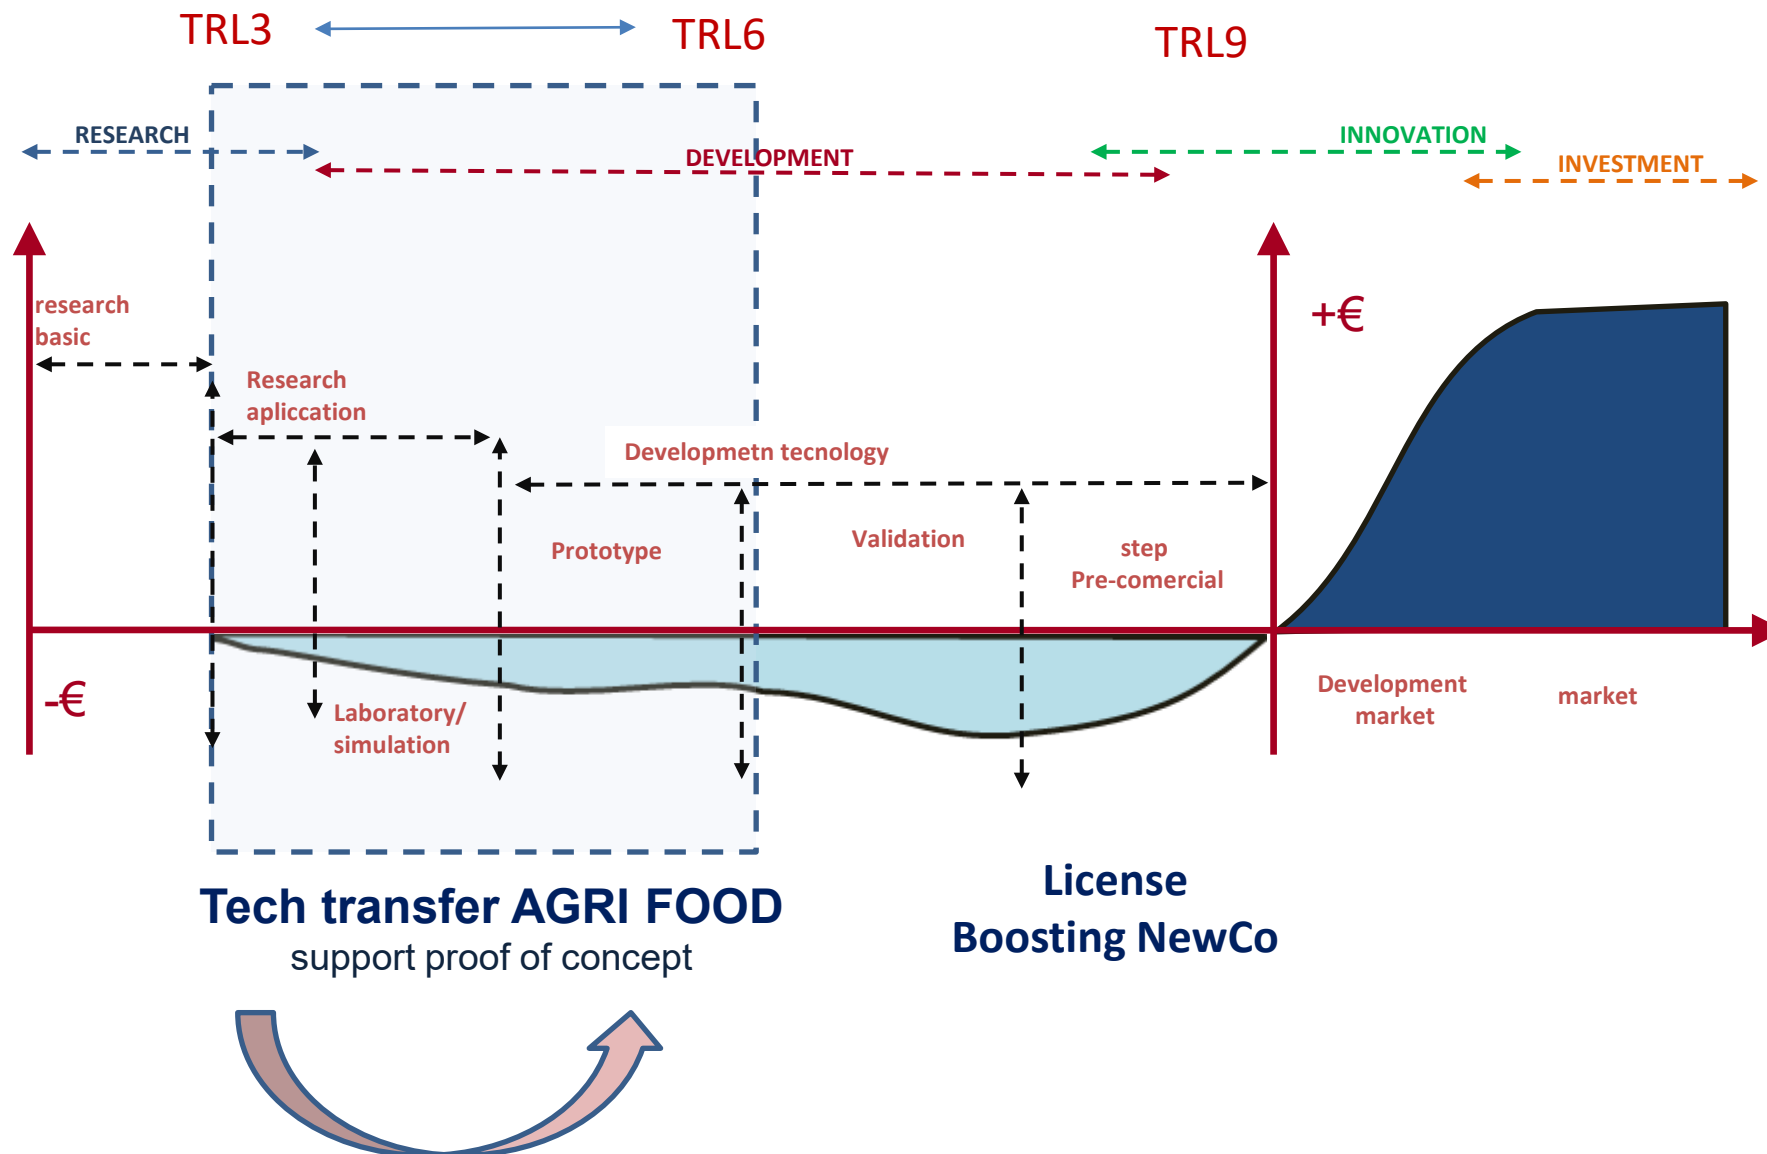 TRL3
TRL6
TRL9
RESEARCH
DEVELOPMENT
INNOVATION
INVESTMENT
research
basic
+€
Research
apliccation
Developmetn tecnology
Prototype
Validation
step
Pre-comercial
-€
Laboratory/
simulation
Development
market
market
Tech transfer AGRI FOOD
support proof of concept
License
Boosting NewCo